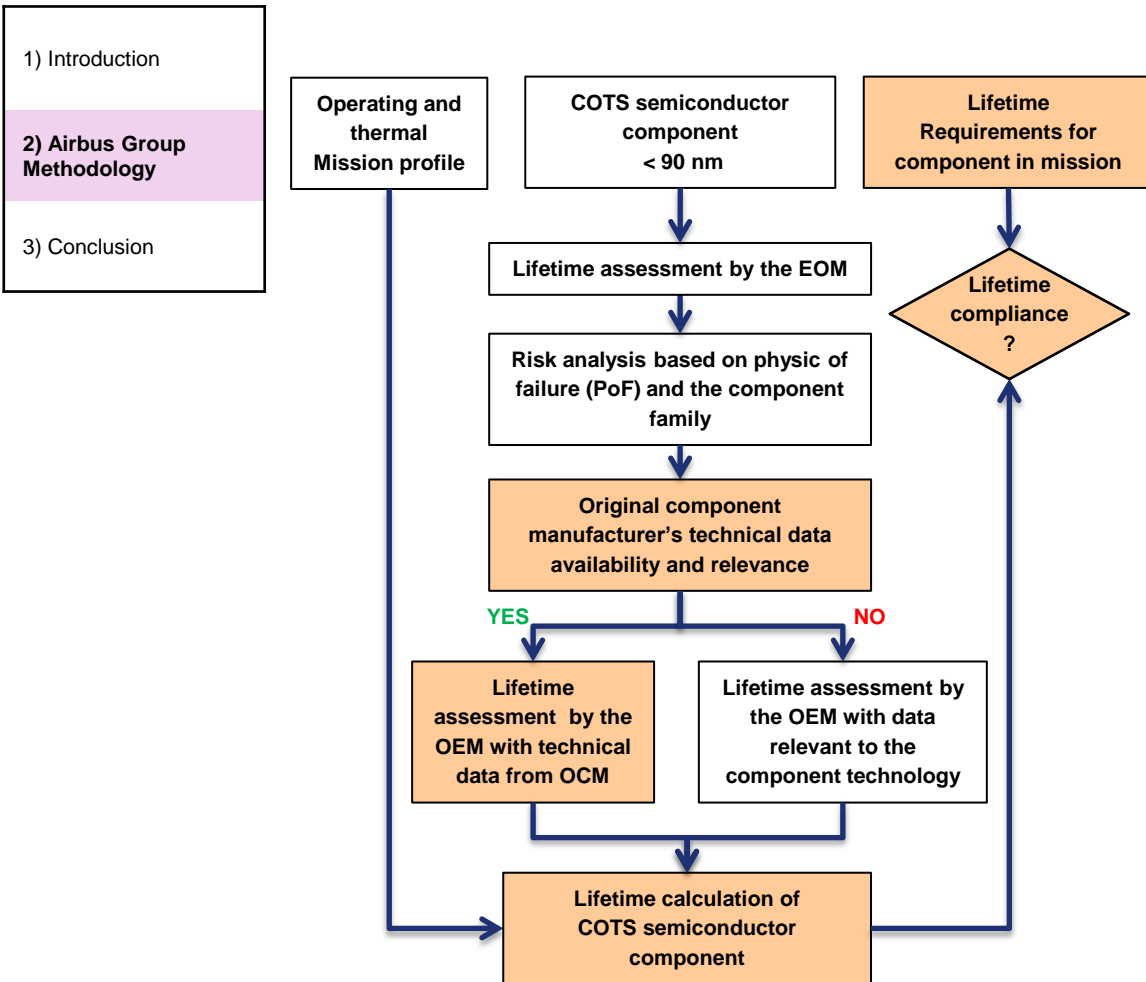 1) Introduction
2) Airbus Group
Methodology
3) Conclusion
Operating and
thermal
Mission profile
COTS semiconductor
component
< 90 nm
Lifetime
Requirements for
component in mission
Lifetime assessment by the EOM
Lifetime
compliance
?
Risk analysis based on physic of
failure (PoF) and the component
family
Original component
manufacturer’s technical data
availability and relevance
YES
NO
Lifetime
assessment by the
OEM with technical
data from OCM
Lifetime assessment by
the OEM with data
relevant to the
component technology
Lifetime calculation of
COTS semiconductor
component